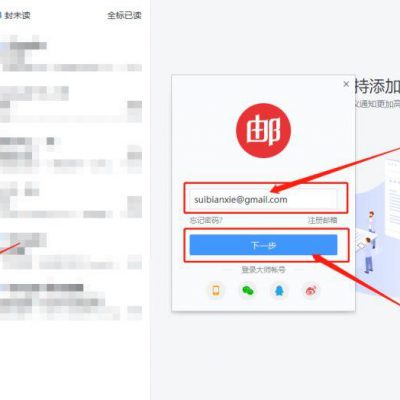 封未读
全标已读
持添加
议通知更加高
邮
suibianxie@gmail.com
忘记密码?
注册邮箱
下一步
登录大师帐号